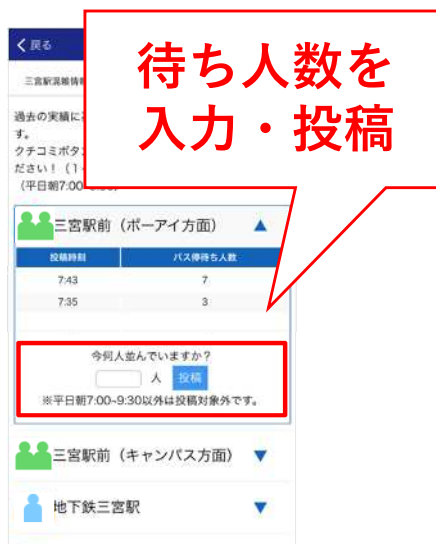 戻る
待ち人数を
入力・投稿
三宮駅混雑情
過去の実績に
す。
クチコミボタ
ださい！（1
（平日朝7:00
三宮駅前（ポーアイ方面）
投稿時刻 バス停待ち人数
7:43 7
7:35 3
今何人並んでいますか？
人 投稿
※平日朝7:00~9:30以外は投稿対象外です。
三宮駅前（キャンパス方面）
地下鉄三宮駅